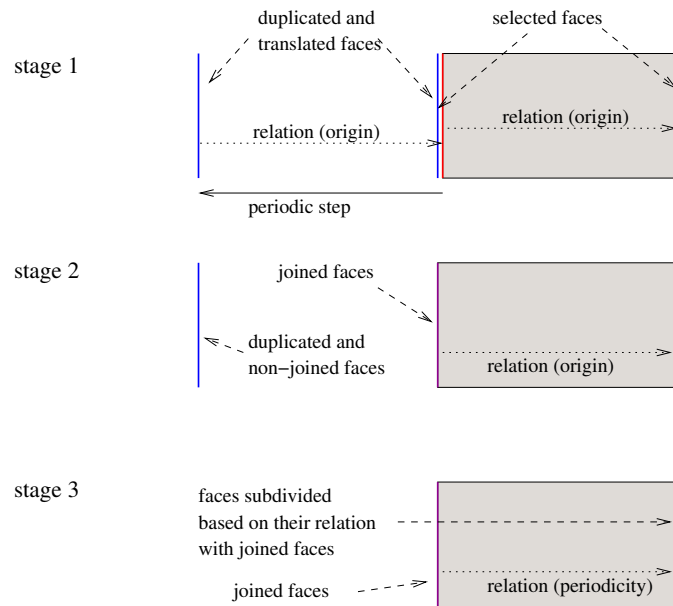 duplicated and
translated faces
selected faces
stage 1
relation (origin)
relation (origin)
periodic step
stage 2
joined faces
duplicated and
non−joined faces
relation (origin)
stage 3
faces subdivided
based on their relation
with joined faces
joined faces
relation (periodicity)